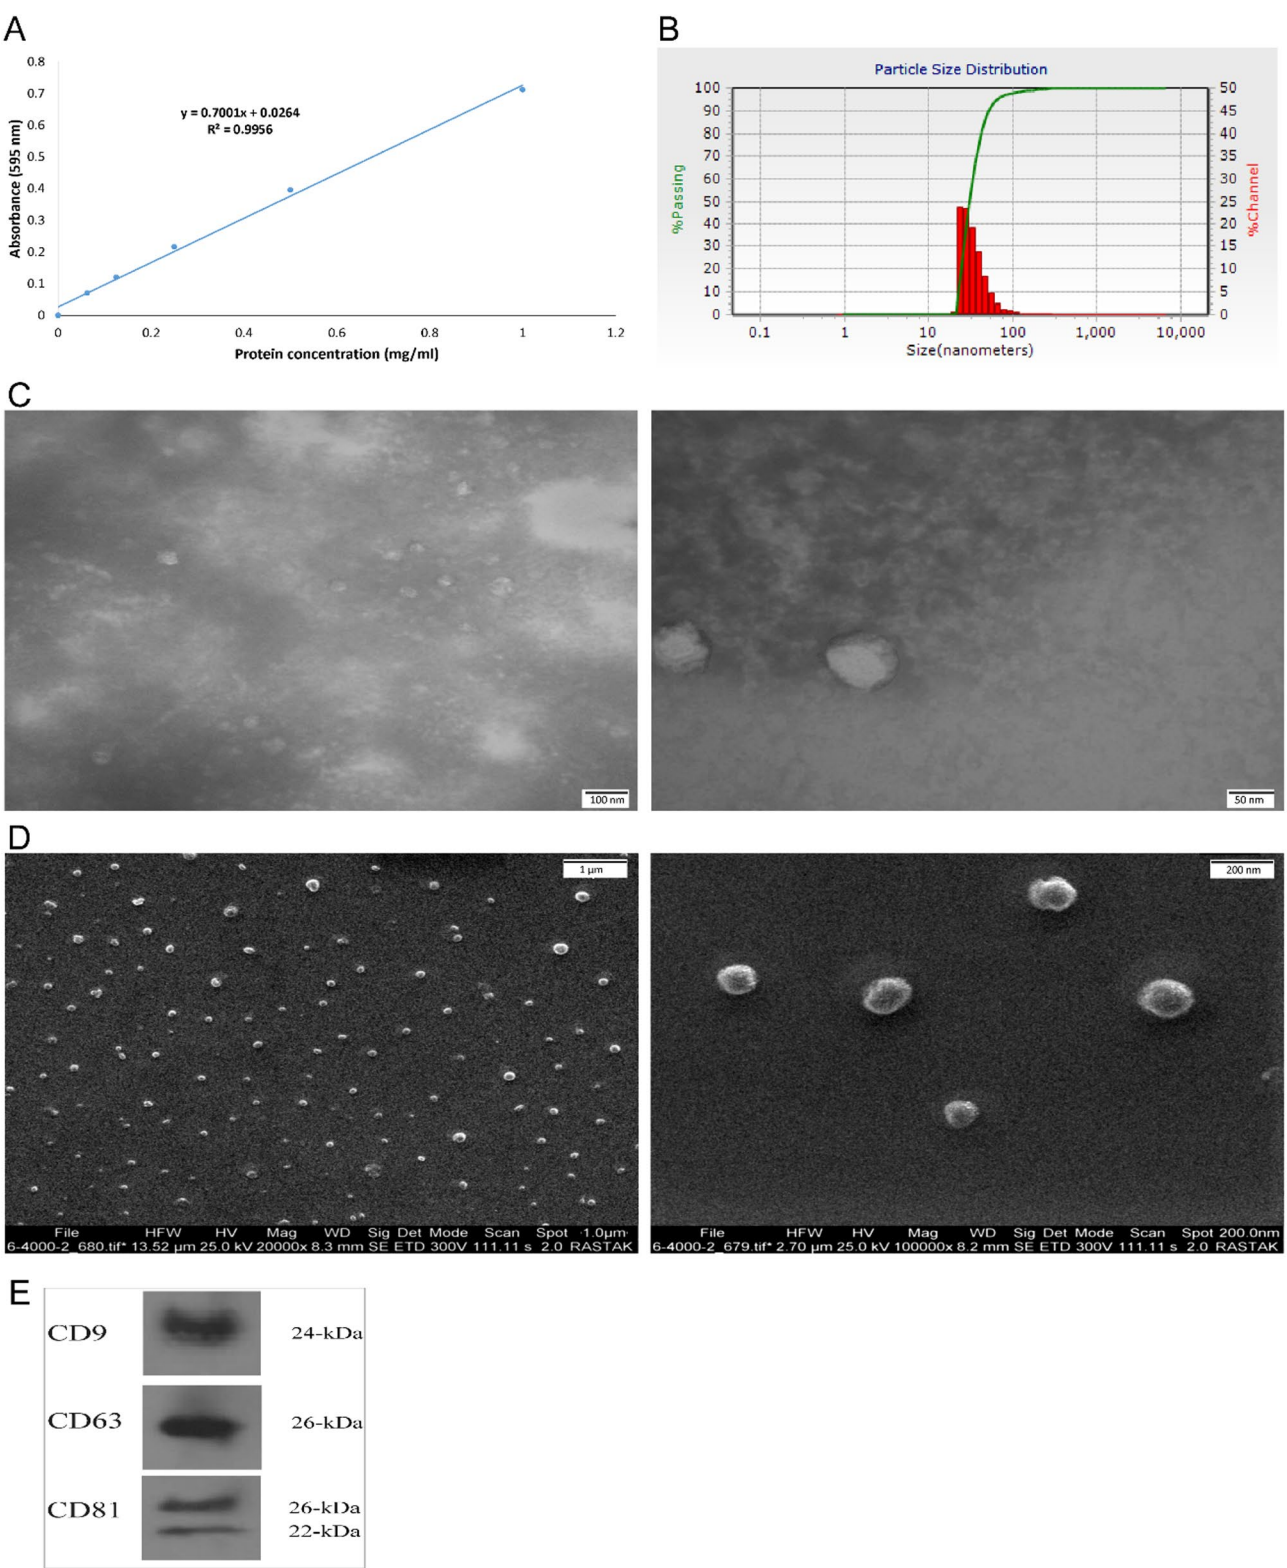 A
0.8
0.7
0.6
0.5
0.4
0.3
0.2
0.1
0
Absorbance (595 nm)
y = 0.7001x + 0.0264
R² = 0.9956
0 0.2 0.4 0.6 0.8 1 1.2
Protein concentration (mg/ml)
B
Particle Size Distribution
100
90
80
70
60
50
40
30
20
10
0
%Passing
50
45
40
35
30
25
20
15
10
5
0
%Channel
0.1 1 10 100 1,000 10,000
Size(nanometers)
C
100 nm
50 nm
D
1 µm
200 nm
File HFW HV Mag WD Sig Det Mode Scan Spot ·1.0µm·
6-4000-2_680.tif* 13.52 µm 25.0 kV 20000x 8.3 mm SE ETD 300V 111.11 s 2.0 RASTAK
File HFW HV Mag WD Sig Det Mode Scan Spot 200.0nm
6-4000-2_679.tif* 2.70 µm 25.0 kV 100000x 8.2 mm SE ETD 300V 111.11 s 2.0 RASTAK
E
CD9 24-kDa
CD63 26-kDa
CD81 26-kDa
22-kDa